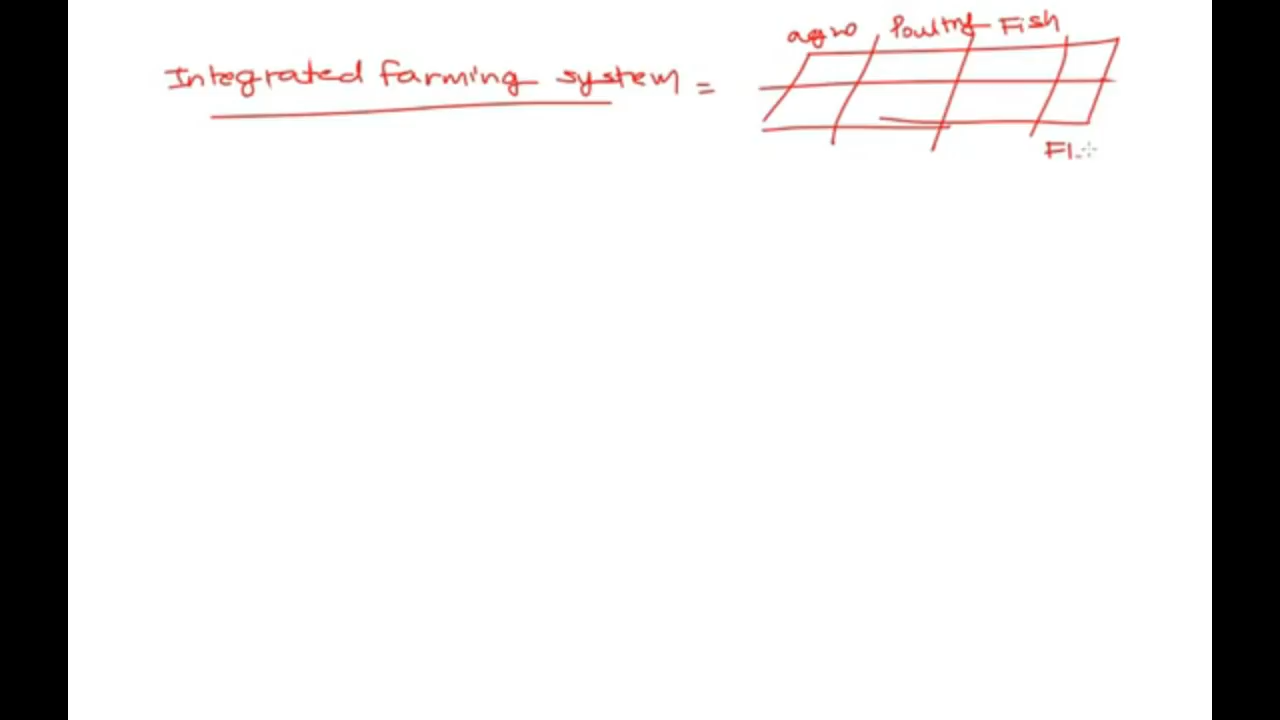 agro Poultry Fish
Integrated farming system =